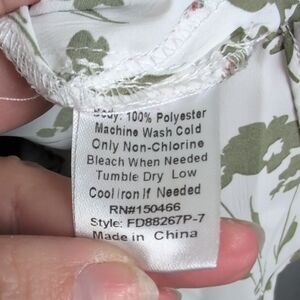 Body: 100% Polyester
Machine Wash Cold
Only Non-Chlorine
Bleach When Needed
Tumble Dry Low
Cool Iron If Needed
RN#150466
Style: FD88267P-7
Made in China